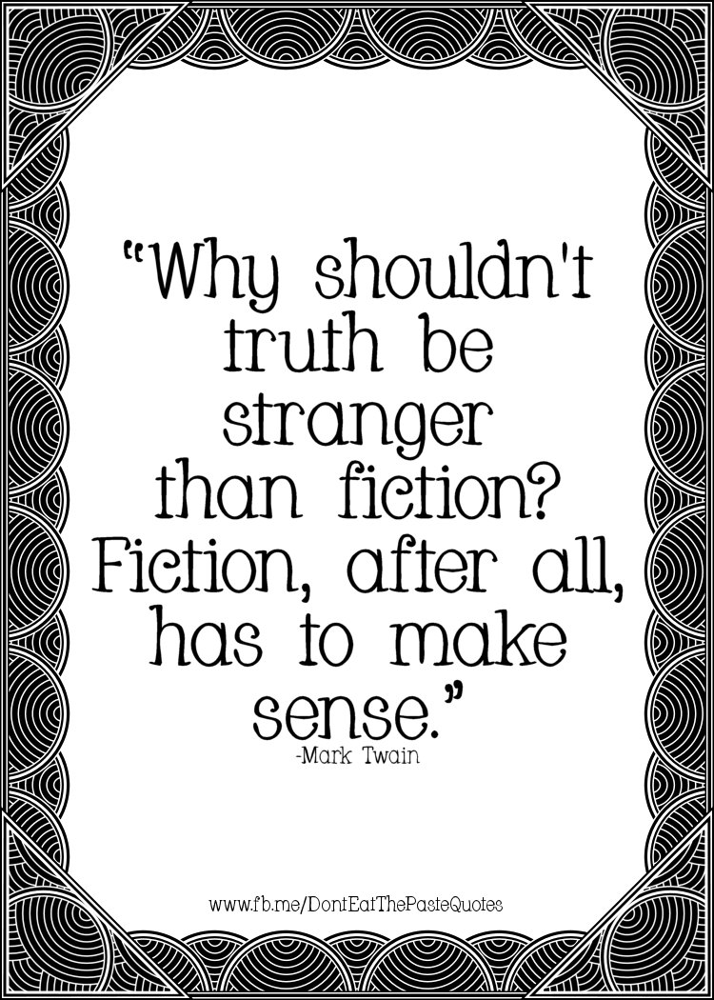 “Why shouldn't
truth be
stranger
than fiction?
Fiction, after all,
has to make
sense.”
-Mark Twain
www.fb.me/DontEatThePasteQuotes